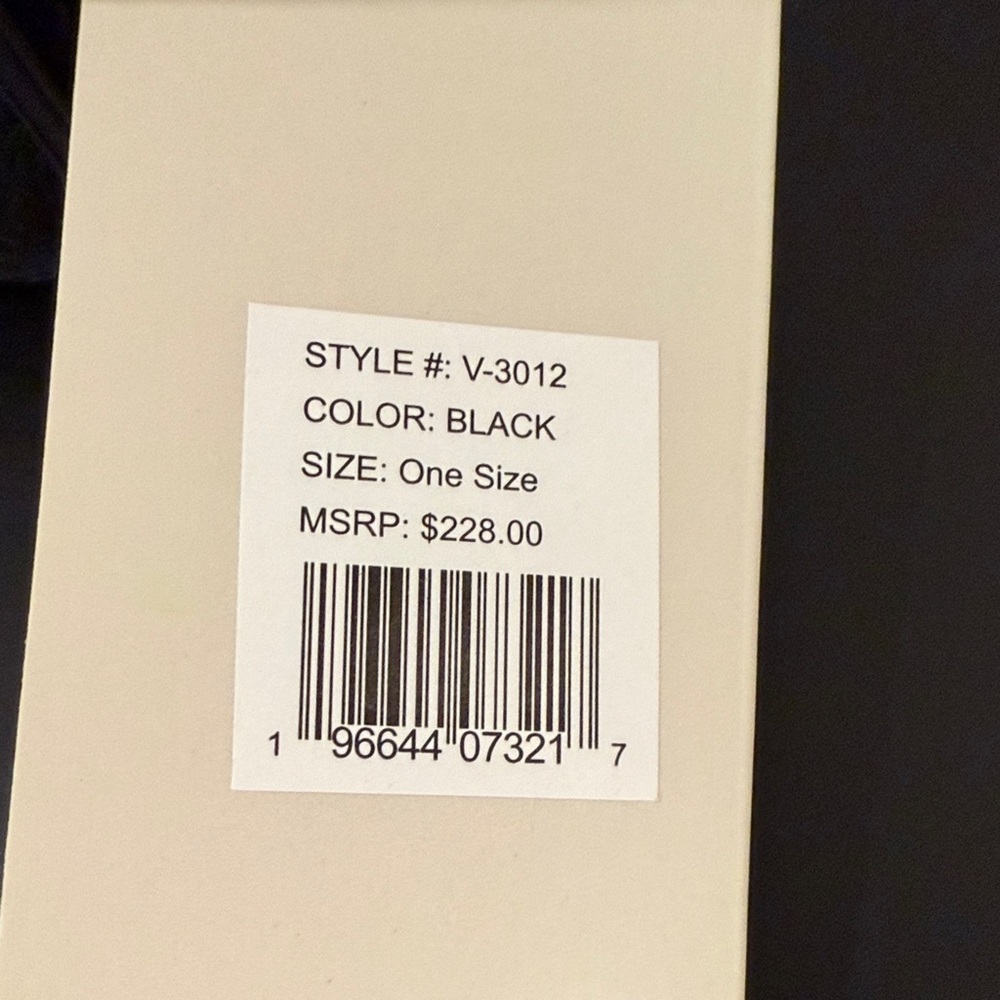 STYLE #: V-3012
COLOR: BLACK
SIZE: One Size
MSRP: $228.00
1 96644 07321 7